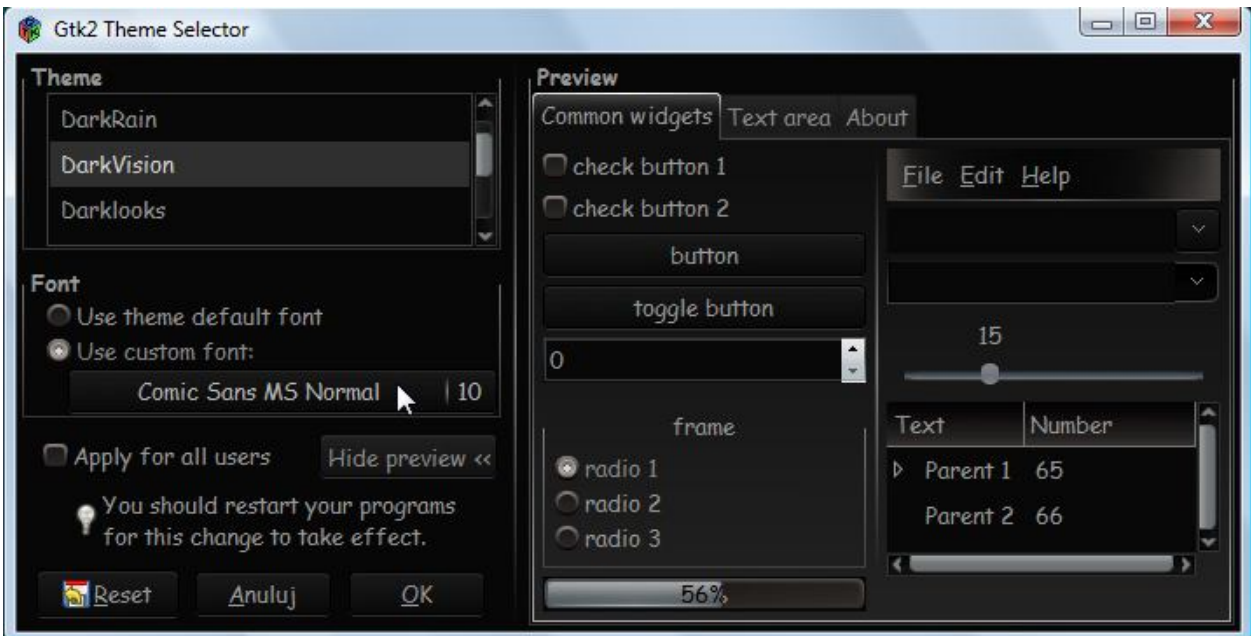 Gtk2 Theme Selector
Theme
DarkRain
DarkVision
Darklooks
Font
Use theme default font
Use custom font:
Comic Sans MS Normal 10
Apply for all users
Hide preview <<
You should restart your programs
for this change to take effect.
Reset
Anuluj
OK
Preview
Common widgets Text area About
check button 1
check button 2
button
toggle button
0
frame
radio 1
radio 2
radio 3
56%
File Edit Help
15
Text Number
Parent 1 65
Parent 2 66